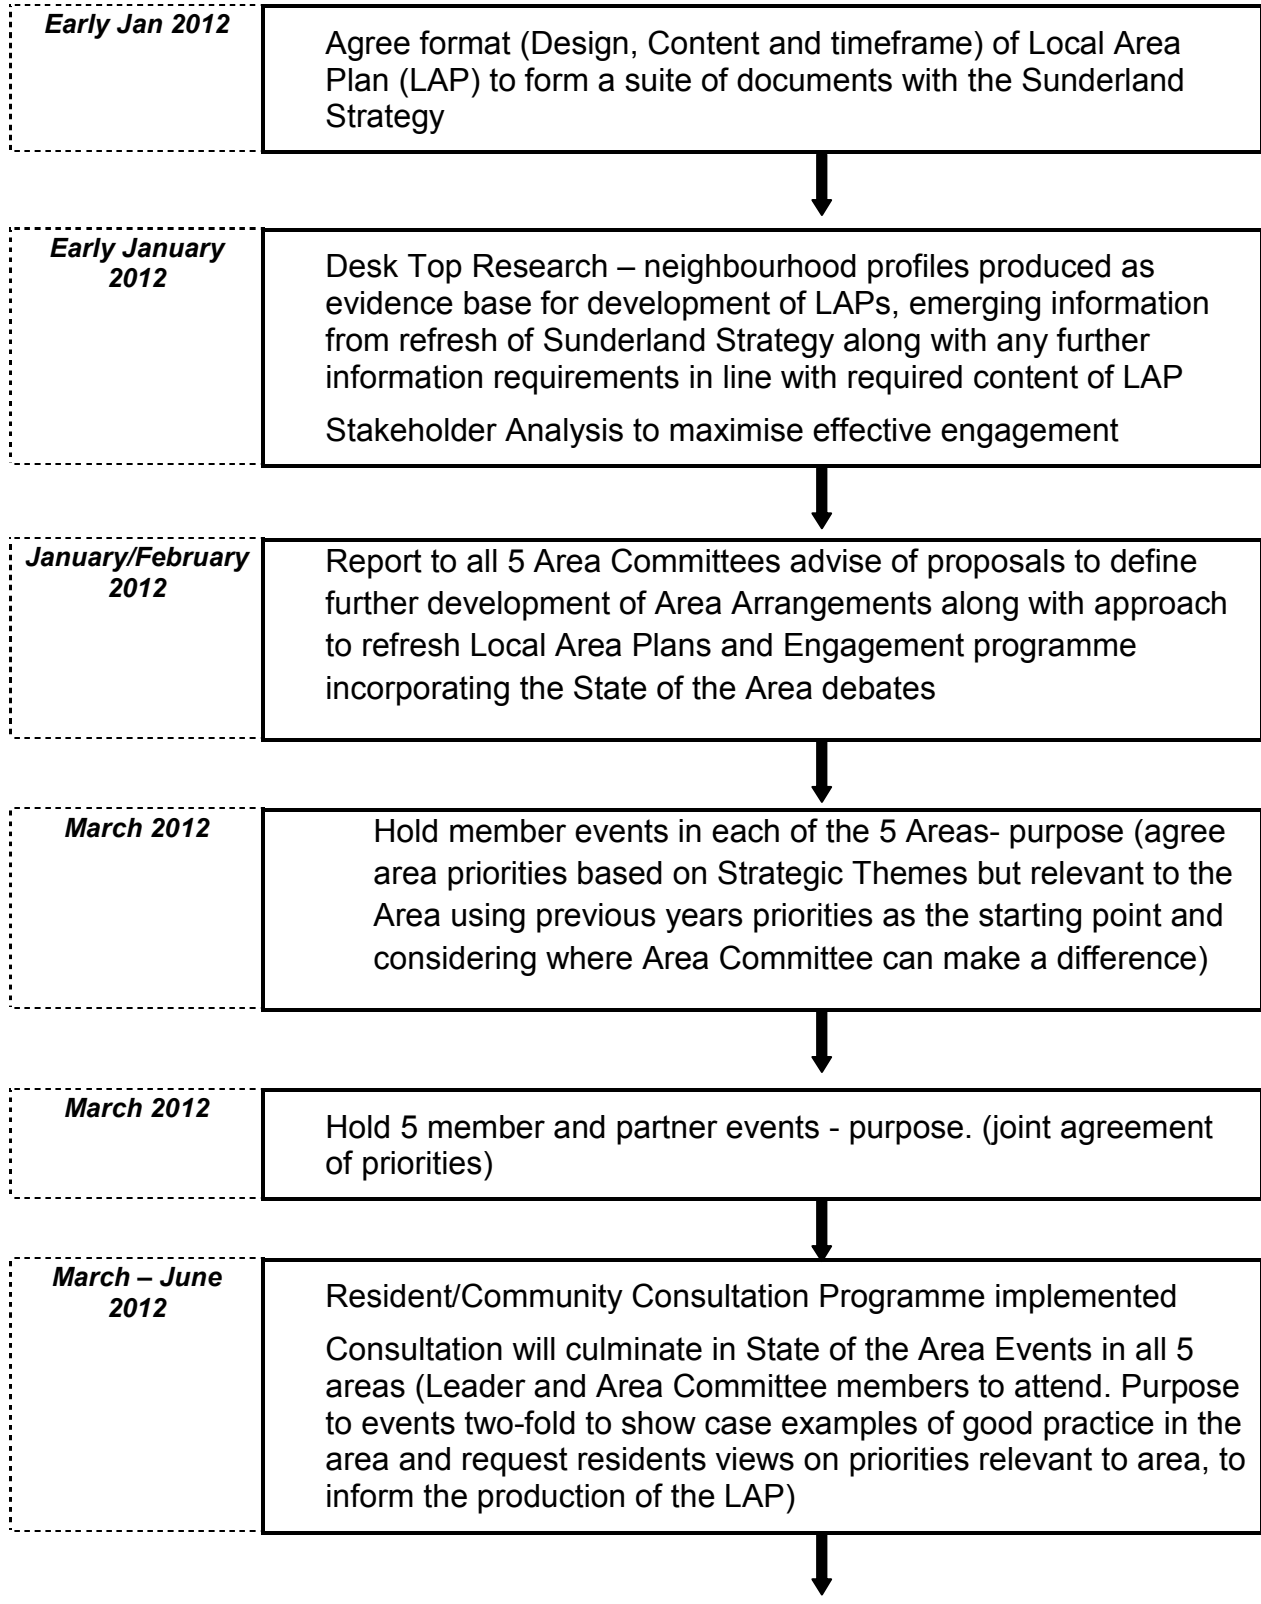 Early Jan 2012
Agree format (Design, Content and timeframe) of Local Area
Plan (LAP) to form a suite of documents with the Sunderland
Strategy
Early January
2012
Desk Top Research – neighbourhood profiles produced as
evidence base for development of LAPs, emerging information
from refresh of Sunderland Strategy along with any further
information requirements in line with required content of LAP
Stakeholder Analysis to maximise effective engagement
January/February
2012
Report to all 5 Area Committees advise of proposals to define
further development of Area Arrangements along with approach
to refresh Local Area Plans and Engagement programme
incorporating the State of the Area debates
March 2012
Hold member events in each of the 5 Areas- purpose (agree
area priorities based on Strategic Themes but relevant to the
Area using previous years priorities as the starting point and
considering where Area Committee can make a difference)
March 2012
Hold 5 member and partner events - purpose. (joint agreement
of priorities)
March – June
2012
Resident/Community Consultation Programme implemented
Consultation will culminate in State of the Area Events in all 5
areas (Leader and Area Committee members to attend. Purpose
to events two-fold to show case examples of good practice in the
area and request residents views on priorities relevant to area, to
inform the production of the LAP)